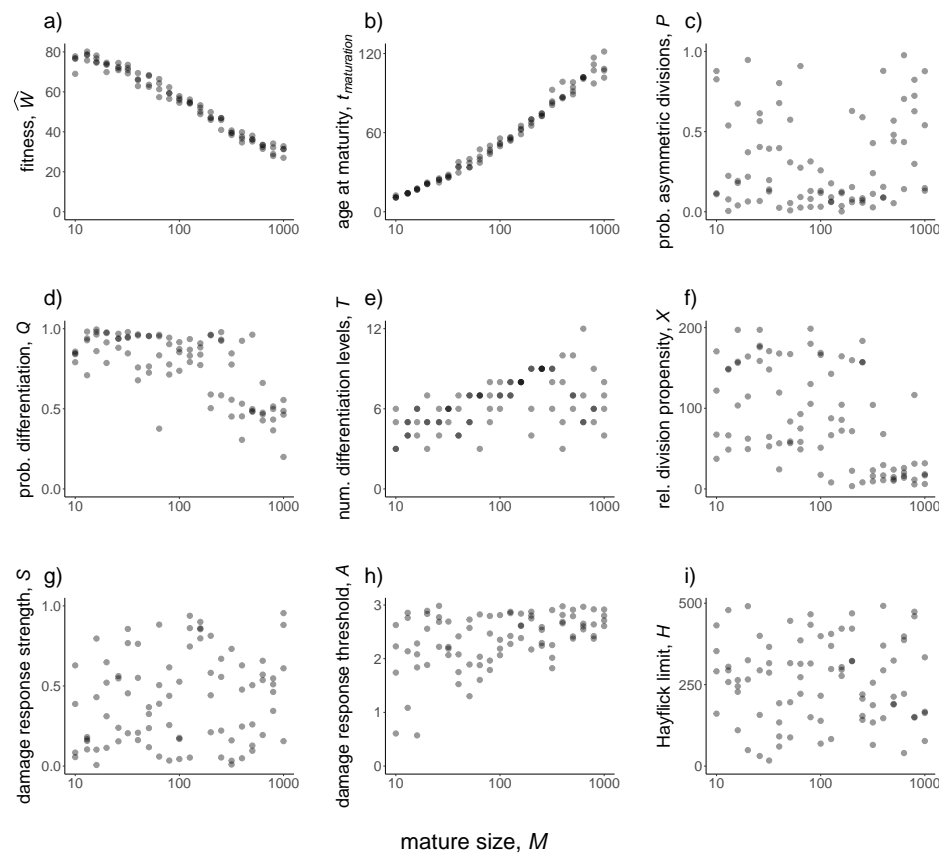 a)
fitness, Ŵ
80
60
40
20
0
10 100 1000
b)
age at maturity, t_maturation
120
60
0
10 100 1000
c)
prob. asymmetric divisions, P
1.0
0.5
0.0
10 100 1000
d)
prob. differentiation, Q
1.0
0.5
0.0
10 100 1000
e)
num. differentiation levels, T
12
9
6
3
0
10 100 1000
f)
rel. division propensity, X
200
100
0
10 100 1000
g)
damage response strength, S
1.0
0.5
0.0
10 100 1000
h)
damage response threshold, A
3
2
1
0
10 100 1000
i)
Hayflick limit, H
500
250
0
10 100 1000
mature size, M